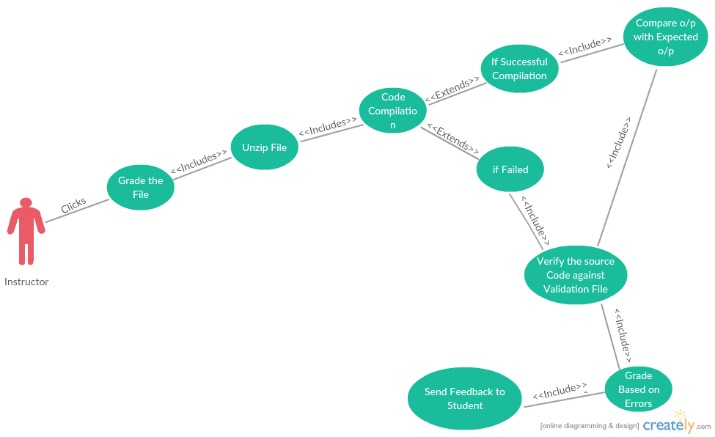 Compare o/p
with Expected
o/p
<<Include>>
If Successful
Compilation
<<Extends>>
Code
Compilatio
n
<<Includes>>
Unzip File
<<Extends>>
<<Include>>
if Failed
<<Includes>>
Grade the
File
Clicks
<<Include>>
Instructor
Verify the source
Code against
Validation File
<<Include>>
Grade
Based on
Errors
<<Include>>
Send Feedback to
Student
[online diagramming & design] creately.com